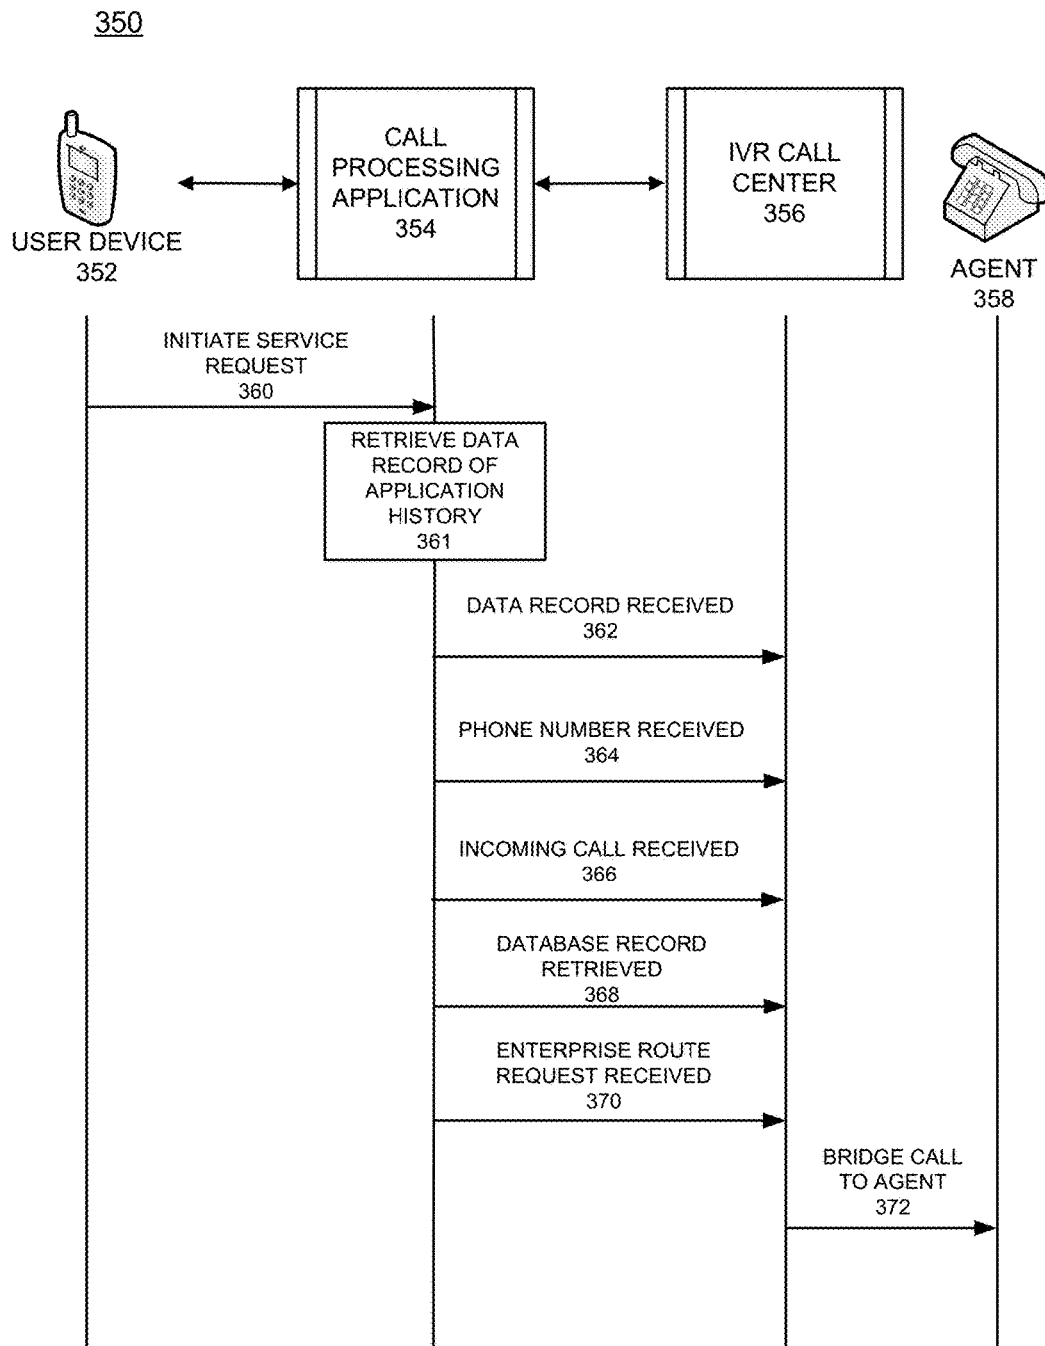 350
CALL
PROCESSING
APPLICATION
354
IVR CALL
CENTER
356
USER DEVICE
352
AGENT
358
INITIATE SERVICE
REQUEST
360
RETRIEVE DATA
RECORD OF
APPLICATION
HISTORY
361
DATA RECORD RECEIVED
362
PHONE NUMBER RECEIVED
364
INCOMING CALL RECEIVED
366
DATABASE RECORD
RETRIEVED
368
ENTERPRISE ROUTE
REQUEST RECEIVED
370
BRIDGE CALL
TO AGENT
372